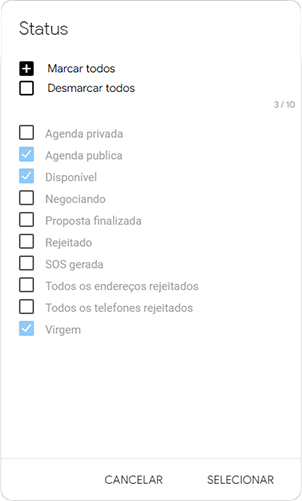 Status
Marcar todos
Desmarcar todos
3 / 10
Agenda privada
Agenda publica
Disponível
Negociando
Proposta finalizada
Rejeitado
SOS gerada
Todos os endereços rejeitados
Todos os telefones rejeitados
Virgem
CANCELAR SELECIONAR